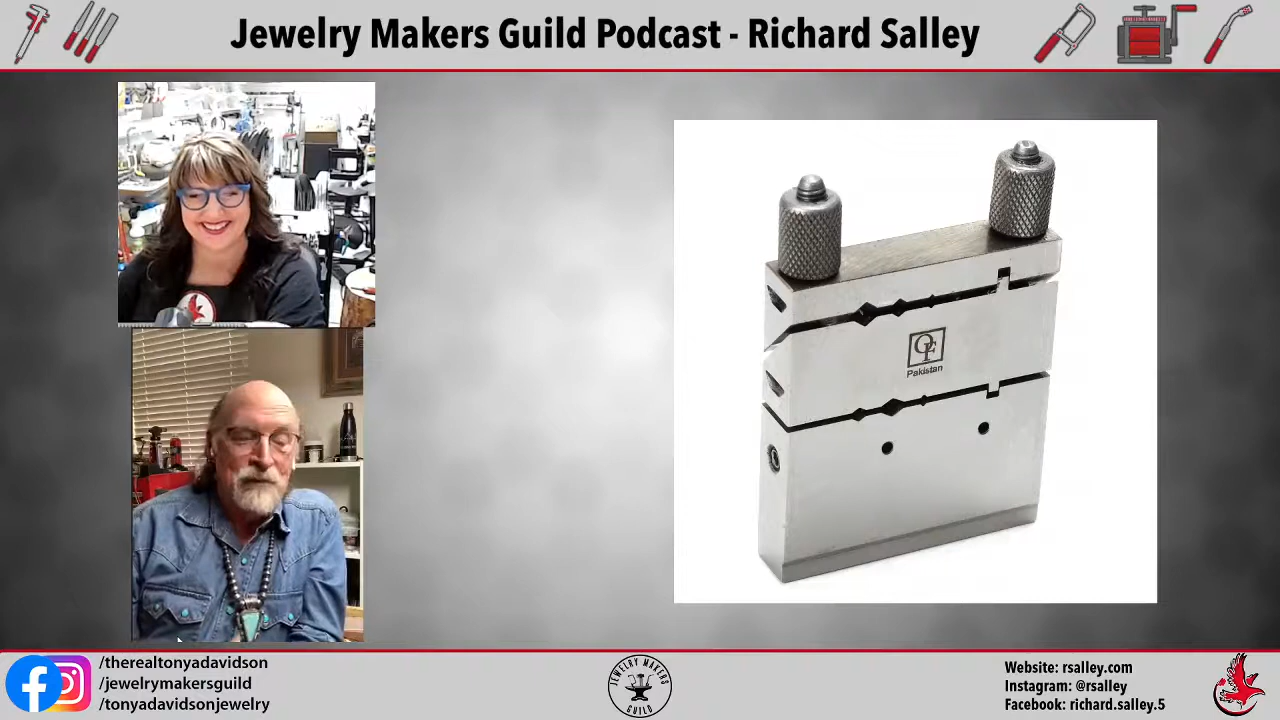 Jewelry Makers Guild Podcast - Richard Salley
OF
Pakistan
/therealtonyadavidson
/jewelrymakersguild
/tonyadavidsonjewelry
JEWELRY MAKERS
GUILD
Website: rsalley.com
Instagram: @rsalley
Facebook: richard.salley.5